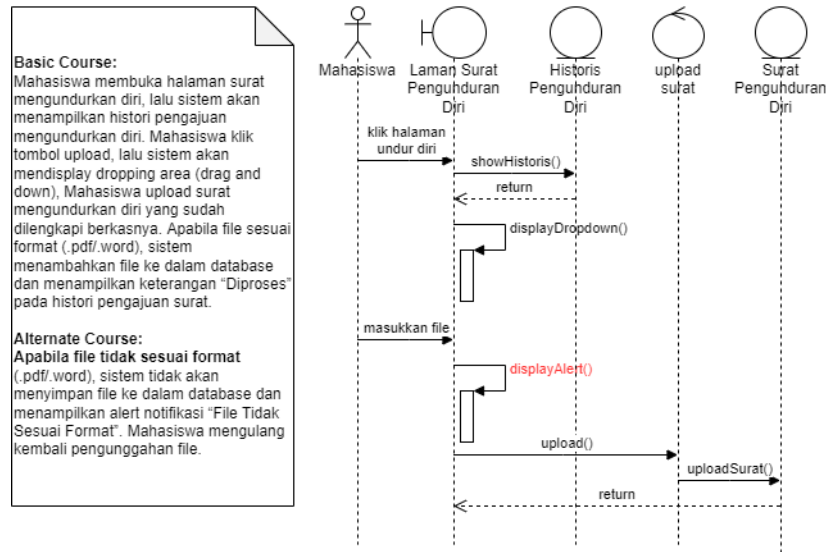 Basic Course:
Mahasiswa membuka halaman surat
mengundurkan diri, lalu sistem akan
menampilkan histori pengajuan
mengundurkan diri. Mahasiswa klik
tombol upload, lalu sistem akan
mendisplay dropping area (drag and
down), Mahasiswa upload surat
mengundurkan diri yang sudah
dilengkapi berkasnya. Apabila file sesuai
format (.pdf/.word), sistem
menambahkan file ke dalam database
dan menampilkan keterangan “Diproses”
pada histori pengajuan surat.
Alternate Course:
Apabila file tidak sesuai format
(.pdf/.word), sistem tidak akan
menyimpan file ke dalam database dan
menampilkan alert notifikasi “File Tidak
Sesuai Format”. Mahasiswa mengulang
kembali pengunggahan file.
Mahasiswa
Laman Surat
Pengunduran
Diri
Historis
Pengunduran
Diri
upload
surat
Surat
Pengunduran
Diri
klik halaman
undur diri
showHistoris()
return
displayDropdown()
masukkan file
displayAlert()
upload()
uploadSurat()
return